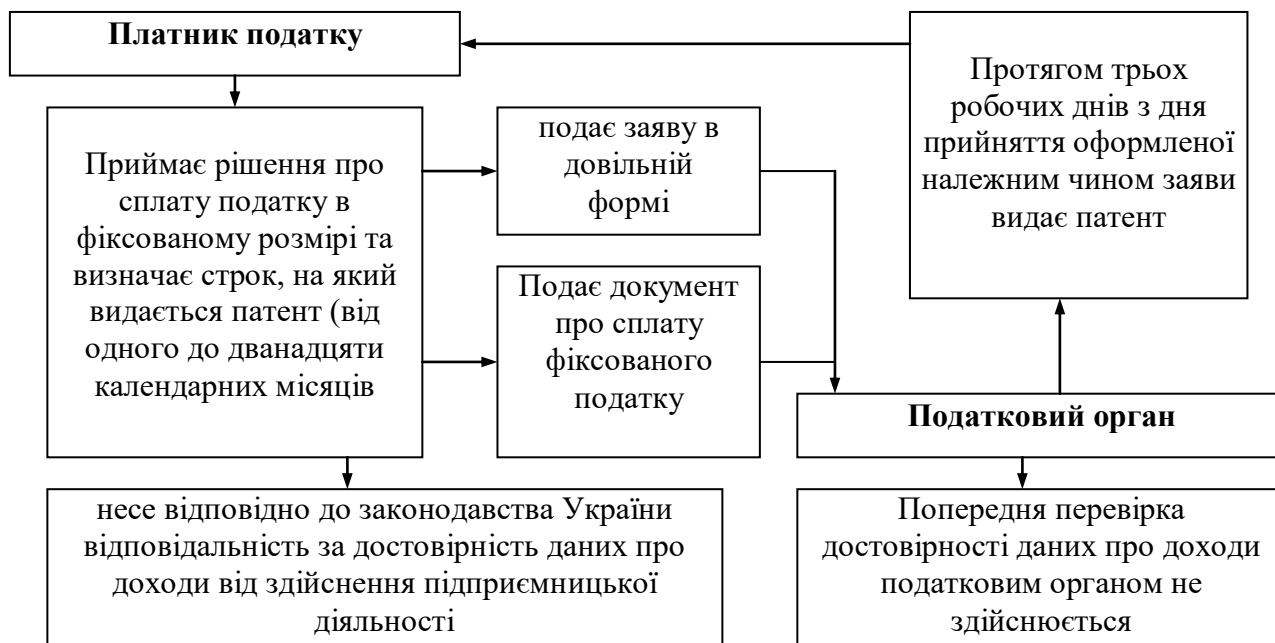 Платник податку
Приймає рішення про
сплату податку в
фіксованому розмірі та
визначає строк, на який
видається патент (від
одного до дванадцяти
календарних місяців
подає заяву в
довільній
формі
Подає документ
про сплату
фіксованого
податку
Протягом трьох
робочих днів з дня
прийняття оформленої
належним чином заяви
видає патент
Податковий орган
несе відповідно до законодавства України
відповідальність за достовірність даних про
доходи від здійснення підприємницької
діяльності
Попередня перевірка
достовірності даних про доходи
податковим органом не
здійснюється